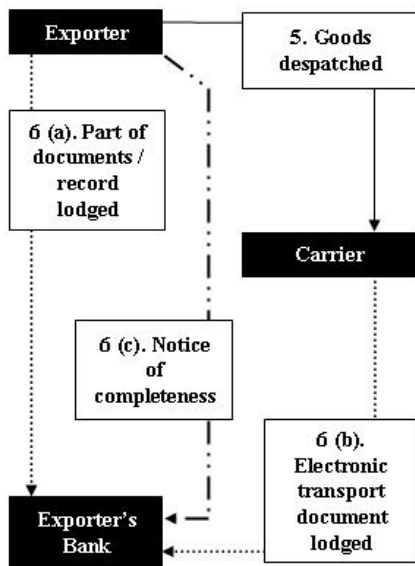 Exporter
5. Goods
despatched
6 (a). Part of
documents /
record
lodged
Carrier
6 (c). Notice
of
completeness
6 (b).
Electronic
transport
document
lodged
Exporter's
Bank